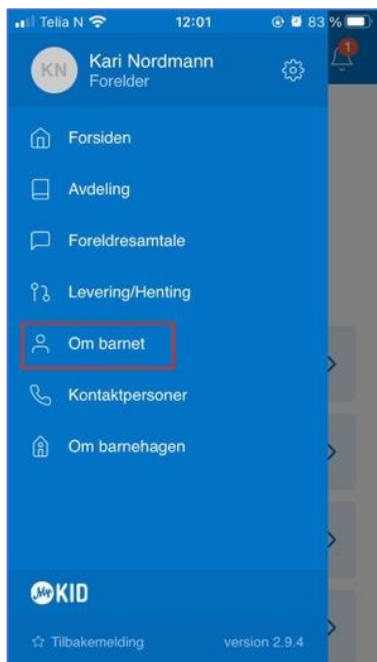 Telia N 12:01 83 %
1
KN
Kari Nordmann
Forelder
Forsiden
Avdeling
Foreldresamtale
Levering/Henting
Om barnet
Kontaktpersoner
Om barnehagen
My KID
Tilbakemelding version 2.9.4